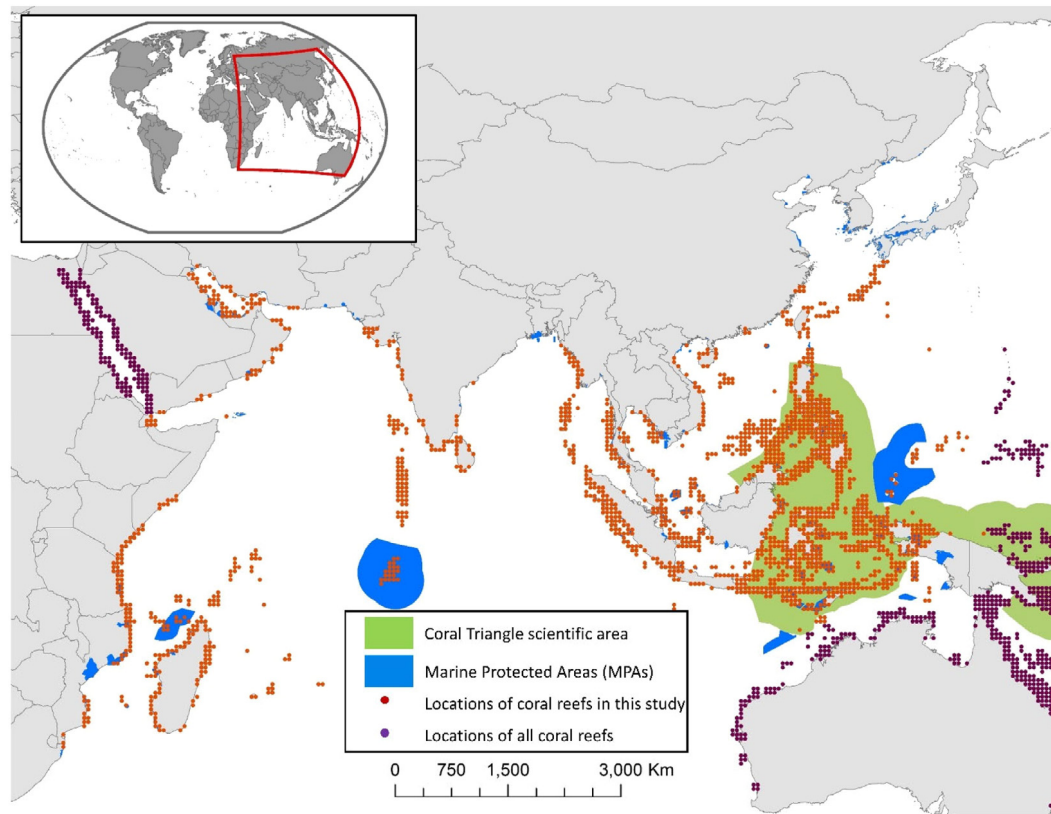 Coral Triangle scientific area
Marine Protected Areas (MPAs)
Locations of coral reefs in this study
Locations of all coral reefs
0 750 1,500 3,000 Km